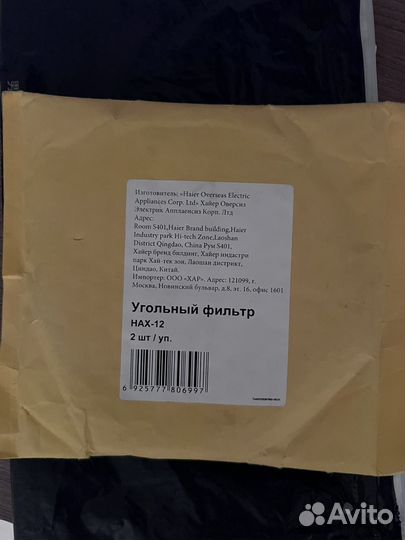 Изготовитель: «Haier Overseas Electric
Appliances Corp. Ltd» Хайер Оверсиз
Электрик Апплаенсиз Корп. Лтд
Адрес:
Room S401,Haier Brand building,Haier
Industry park Hi-tech Zone,Laoshan
District Qingdao, China Рум S401,
Хайер бренд билдинг, Хайер индастри
парк Хай-тек зон, Лаошан дистрикт,
Циндао, Китай.
Импортер: ООО «ХАР». Адрес: 121099, г.
Москва, Новинский бульвар, д.8, эт. 16, офис 1601
Угольный фильтр
HAX-12
2 шт / уп.
6 925777 806997
Avito